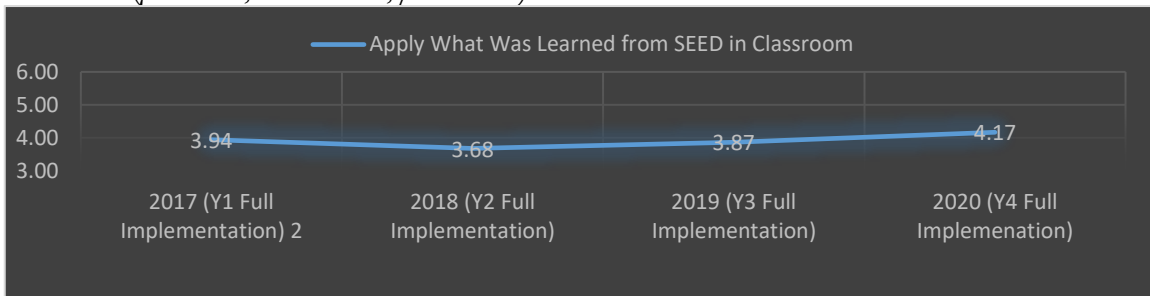 Apply What Was Learned from SEED in Classroom
6.00
5.00
4.00
3.00
3.94
3.68
3.87
4.17
2017 (Y1 Full
Implementation) 2
2018 (Y2 Full
Implementation)
2019 (Y3 Full
Implementation)
2020 (Y4 Full
Implemenation)